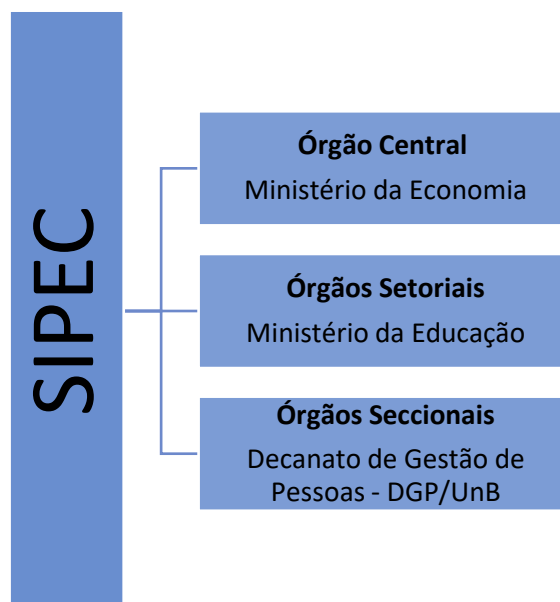 SIPEC
Órgão Central
Ministério da Economia
Órgãos Setoriais
Ministério da Educação
Órgãos Seccionais
Decanato de Gestão de
Pessoas - DGP/UnB